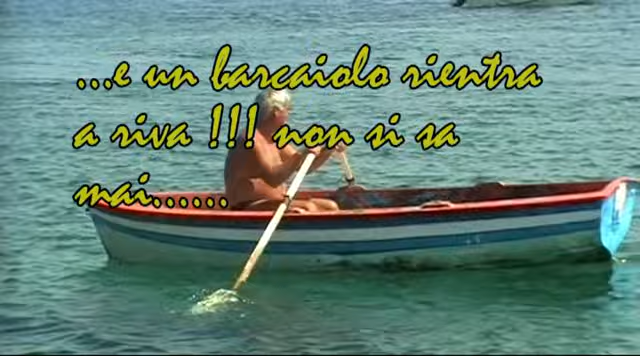 ...e un barcaiolo rientra
a riva !!! non si sa
mai......